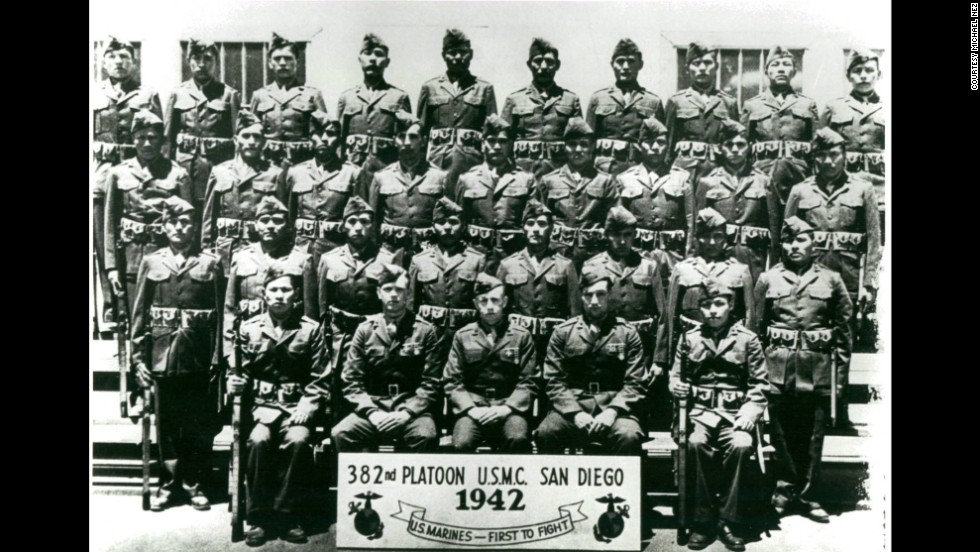 COURTESY MICHAEL NEZ
382nd PLATOON U.S.M.C. SAN DIEGO
1942
U.S. MARINES — FIRST TO FIGHT